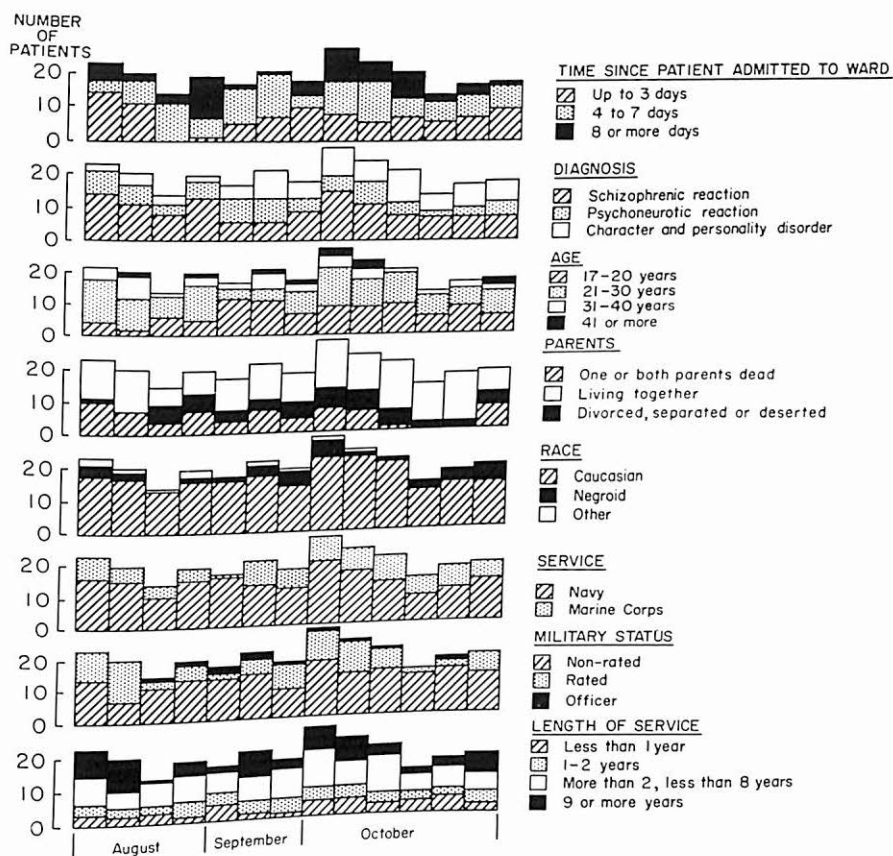 NUMBER
OF
PATIENTS
20
10
0
TIME SINCE PATIENT ADMITTED TO WARD
Up to 3 days
4 to 7 days
8 or more days
20
10
0
DIAGNOSIS
Schizophrenic reaction
Psychoneurotic reaction
Character and personality disorder
20
10
0
AGE
17-20 years
21-30 years
31-40 years
41 or more
20
10
0
PARENTS
One or both parents dead
Living together
Divorced, separated or deserted
20
10
0
RACE
Caucasian
Negroid
Other
20
10
0
SERVICE
Navy
Marine Corps
20
10
0
MILITARY STATUS
Non-rated
Rated
Officer
20
10
0
LENGTH OF SERVICE
Less than 1 year
1-2 years
More than 2, less than 8 years
9 or more years
August
September
October